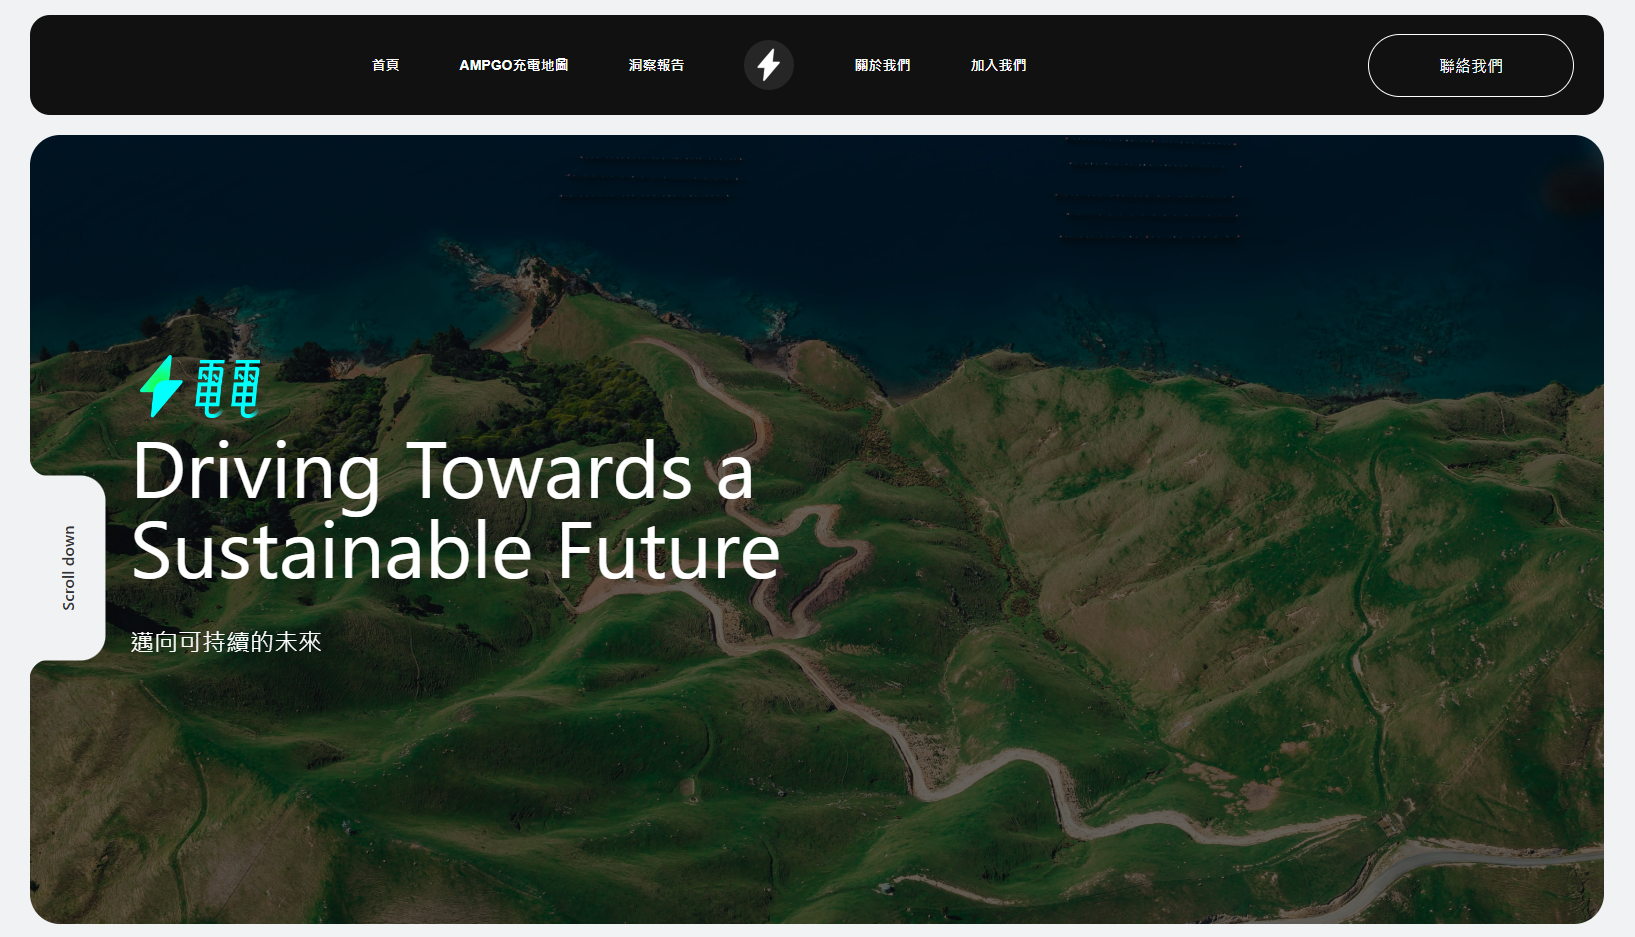 首頁
AMPGO充電地圖
洞察報告
關於我們
加入我們
聯絡我們
電電
Driving Towards a
Sustainable Future
Scroll down
邁向可持續的未來